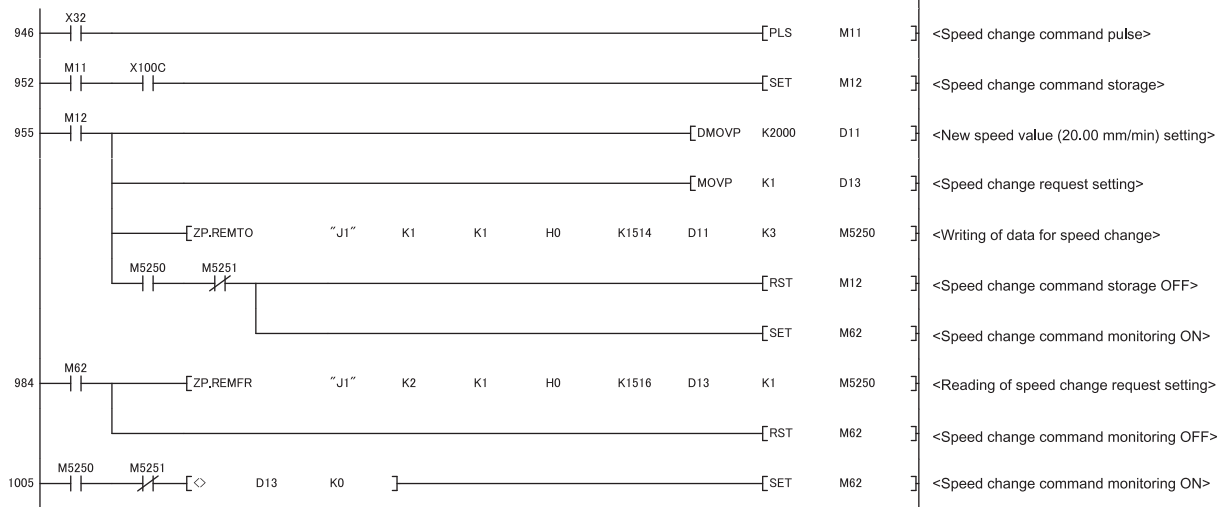 X32
946 [PLS M11 ] <Speed change command pulse>
M11 X100C
952 [SET M12 ] <Speed change command storage>
M12
955 [DMOVP K2000 D11 ] <New speed value (20.00 mm/min) setting>
[MOVP K1 D13 ] <Speed change request setting>
[ZP.REMTO "J1" K1 K1 H0 K1514 D11 K3 M5250 ] <Writing of data for speed change>
M5250 M5251
[RST M12 ] <Speed change command storage OFF>
[SET M62 ] <Speed change command monitoring ON>
M62
984 [ZP.REMFR "J1" K2 K1 H0 K1516 D13 K1 M5250 ] <Reading of speed change request setting>
[RST M62 ] <Speed change command monitoring OFF>
M5250 M5251
1005 [<> D13 K0 ] [SET M62 ] <Speed change command monitoring ON>